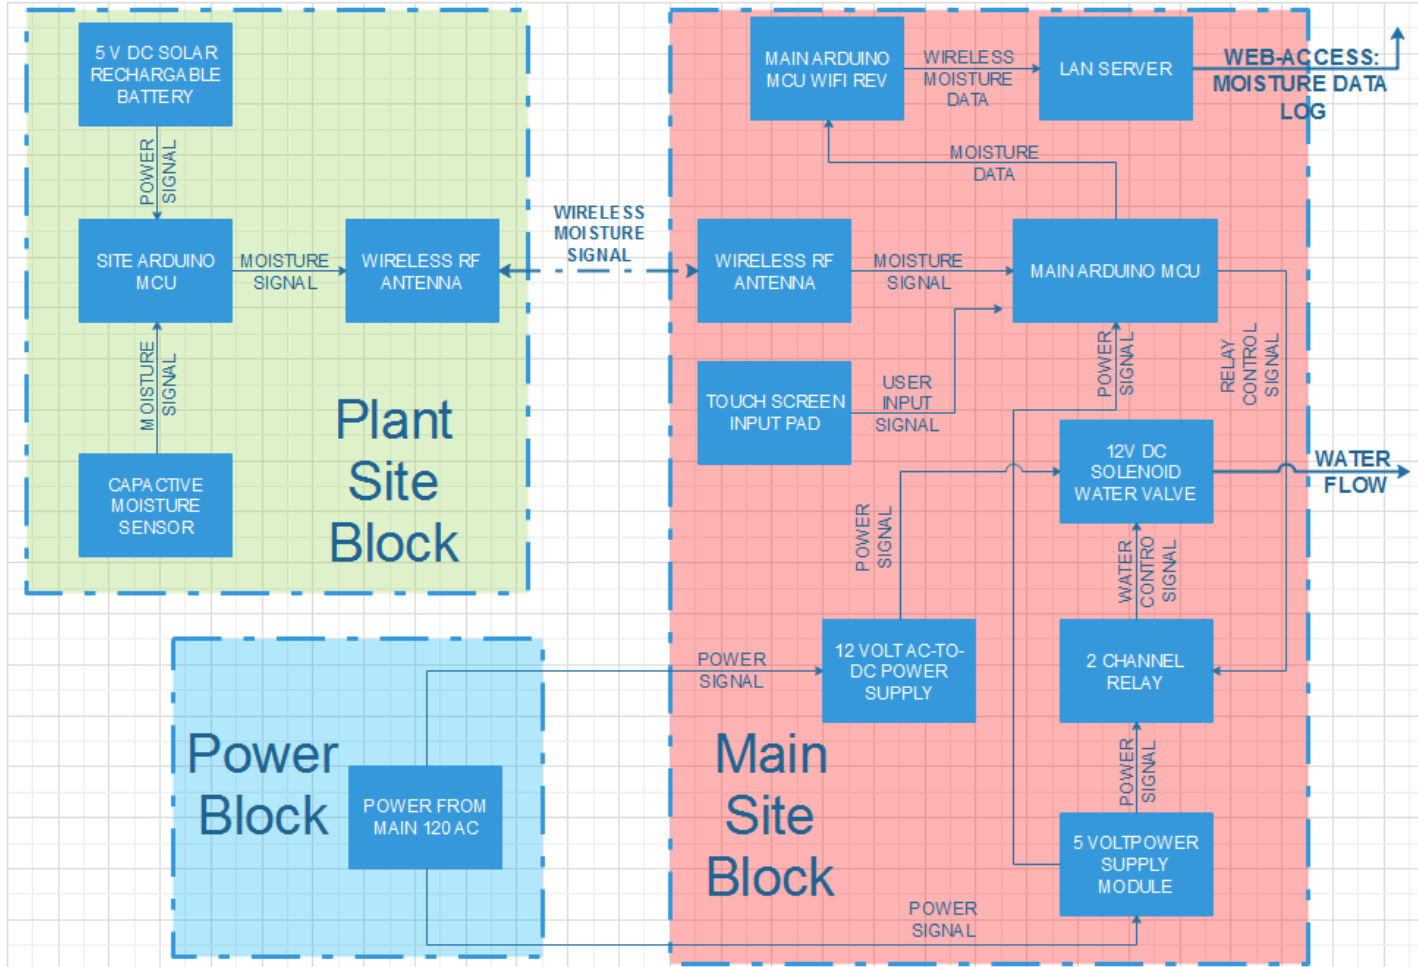 5 V DC SOLAR
RECHARGABLE
BATTERY
POWER
SIGNAL
SITE ARDUINO
MCU
MOISTURE
SIGNAL
WIRELESS RF
ANTENNA
MOISTURE
SIGNAL
CAPACTIVE
MOISTURE
SENSOR
Plant
Site
Block
WIRELESS
MOISTURE
SIGNAL
MAIN ARDUINO
MCU WIFI REV
WIRELESS
MOISTURE
DATA
LAN SERVER
WEB-ACCESS:
MOISTURE DATA
LOG
MOISTURE
DATA
WIRELESS RF
ANTENNA
MOISTURE
SIGNAL
MAIN ARDUINO MCU
TOUCH SCREEN
INPUT PAD
USER
INPUT
SIGNAL
POWER
SIGNAL
RELAY
CONTROL
SIGNAL
12V DC
SOLENOID
WATER VALVE
WATER
FLOW
POWER
SIGNAL
WATER
CONTRO
SIGNAL
12 VOLT AC-TO-
DC POWER
SUPPLY
2 CHANNEL
RELAY
POWER
SIGNAL
POWER
SIGNAL
5 VOLTPOWER
SUPPLY
MODULE
Main
Site
Block
Power
Block
POWER FROM
MAIN 120 AC
POWER
SIGNAL